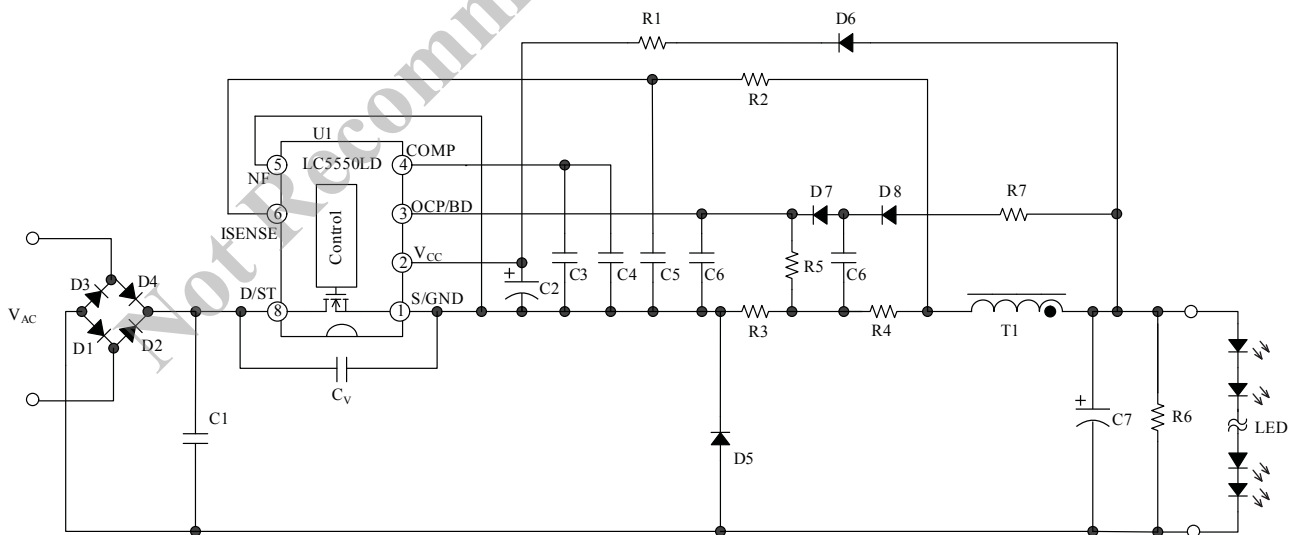 R1
D6
R2
U1
COMP
5
LC5550LD
4
NF
OCP/BD
6
3
ISENSE
Control
VCC
2
D/ST
S/GND
8
1
D7
D8
R7
C3
C4
C5
C6
R5
C6
C2
R3
R4
T1
D3
D4
VAC
D1
D2
CV
C1
D5
C7
R6
LED
Not Recomm